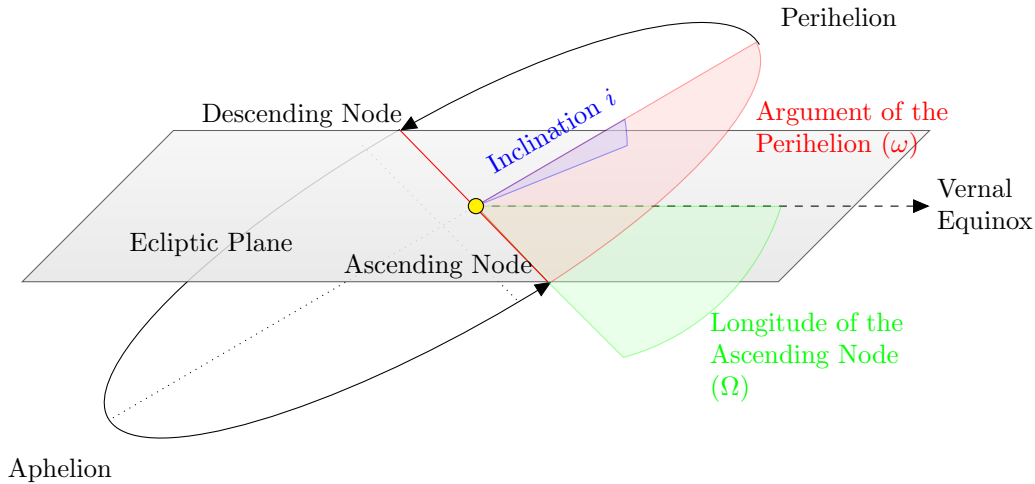 Perihelion
Descending Node
Argument of the
Perihelion (ω)
Inclination i
Vernal
Equinox
Ecliptic Plane
Ascending Node
Longitude of the
Ascending Node
(Ω)
Aphelion